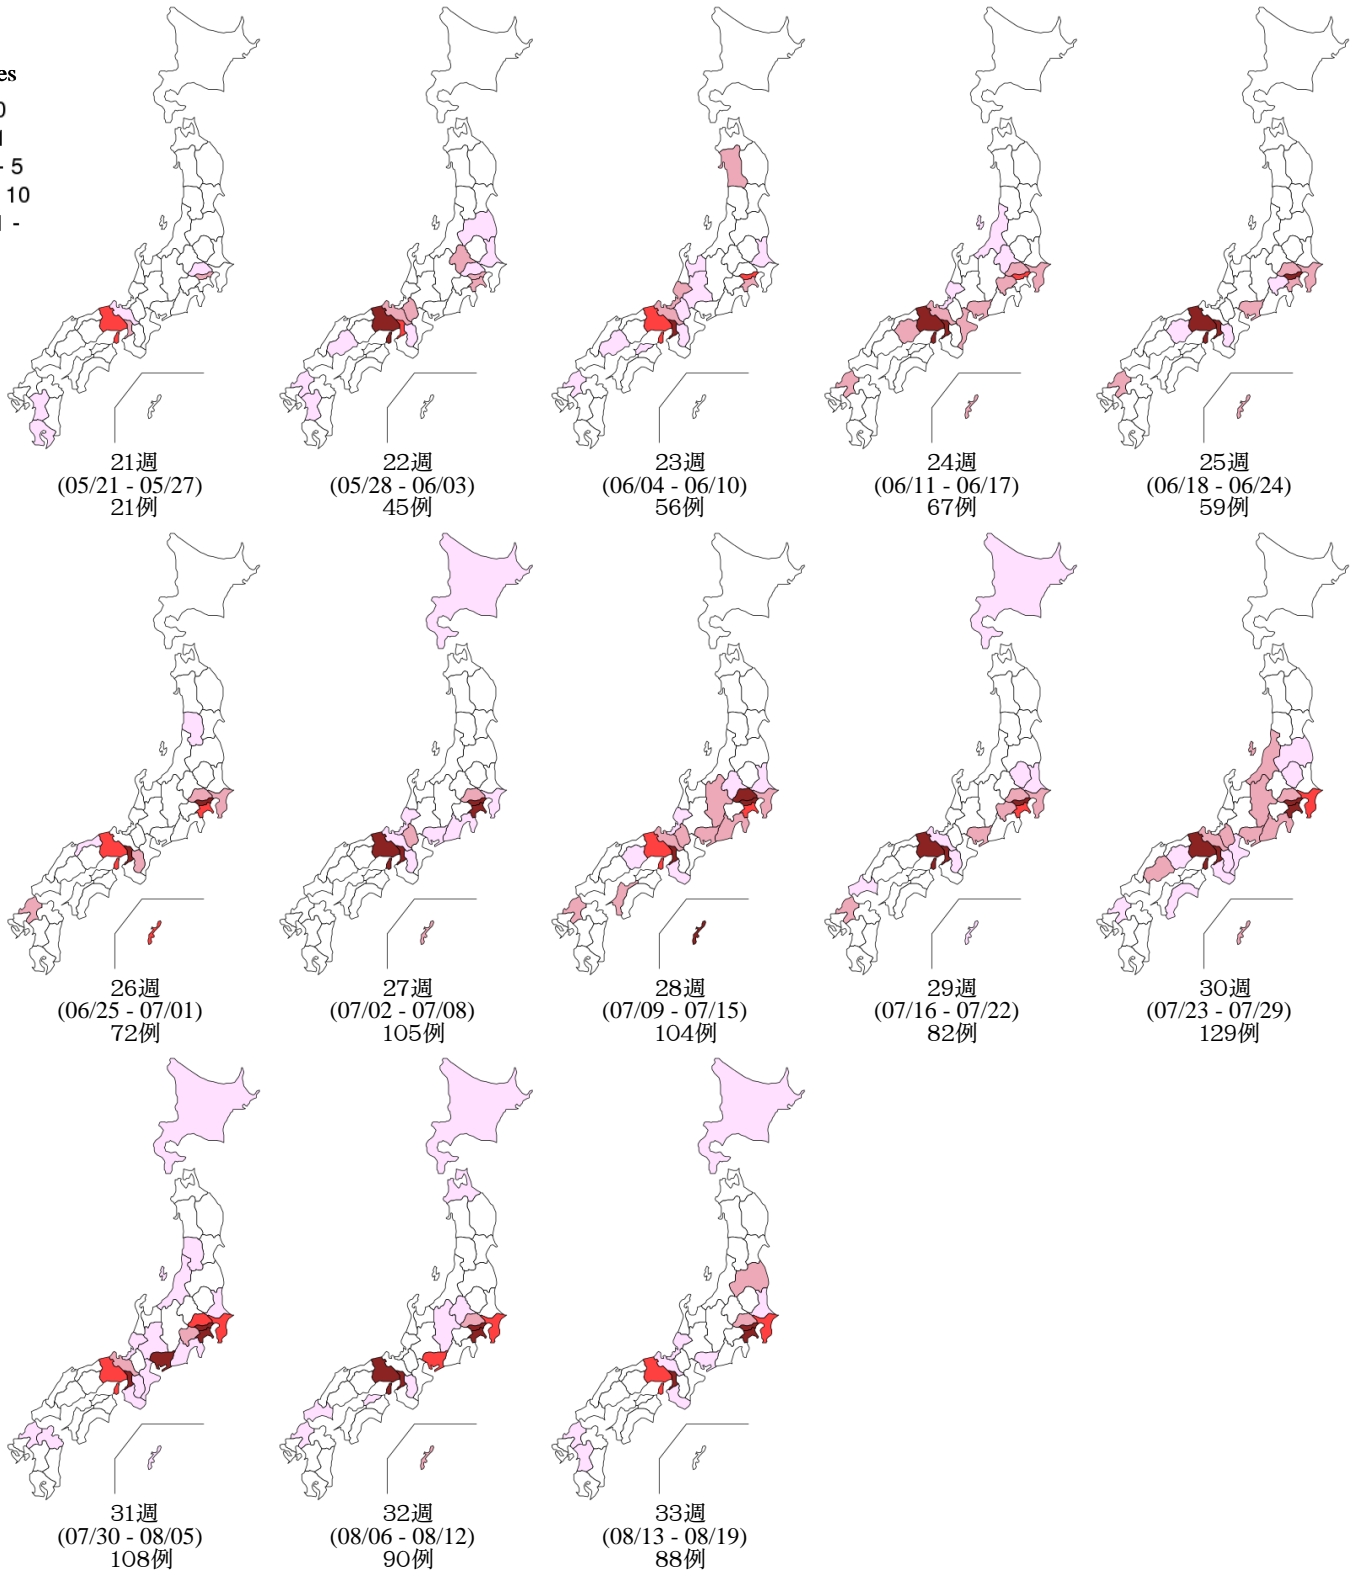 es
0
1
- 5
10
1 -
21週
(05/21 - 05/27)
21例
22週
(05/28 - 06/03)
45例
23週
(06/04 - 06/10)
56例
24週
(06/11 - 06/17)
67例
25週
(06/18 - 06/24)
59例
26週
(06/25 - 07/01)
72例
27週
(07/02 - 07/08)
105例
28週
(07/09 - 07/15)
104例
29週
(07/16 - 07/22)
82例
30週
(07/23 - 07/29)
129例
31週
(07/30 - 08/05)
108例
32週
(08/06 - 08/12)
90例
33週
(08/13 - 08/19)
88例